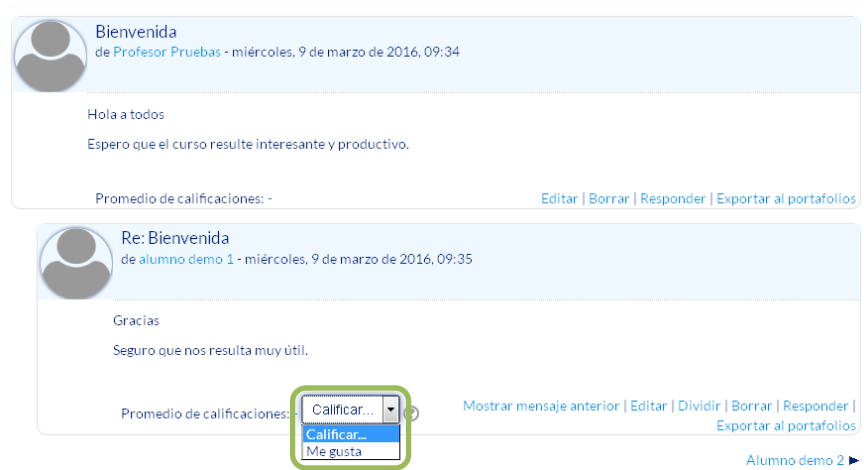 Bienvenida
de Profesor Pruebas - miércoles, 9 de marzo de 2016, 09:34
Hola a todos
Espero que el curso resulte interesante y productivo.
Promedio de calificaciones: - Editar | Borrar | Responder | Exportar al portafolios
Re: Bienvenida
de alumno demo 1 - miércoles, 9 de marzo de 2016, 09:35
Gracias
Seguro que nos resulta muy útil.
Promedio de calificaciones: - Calificar... Mostrar mensaje anterior | Editar | Dividir | Borrar | Responder |
Exportar al portafolios
Calificar...
Me gusta
Alumno demo 2 ►